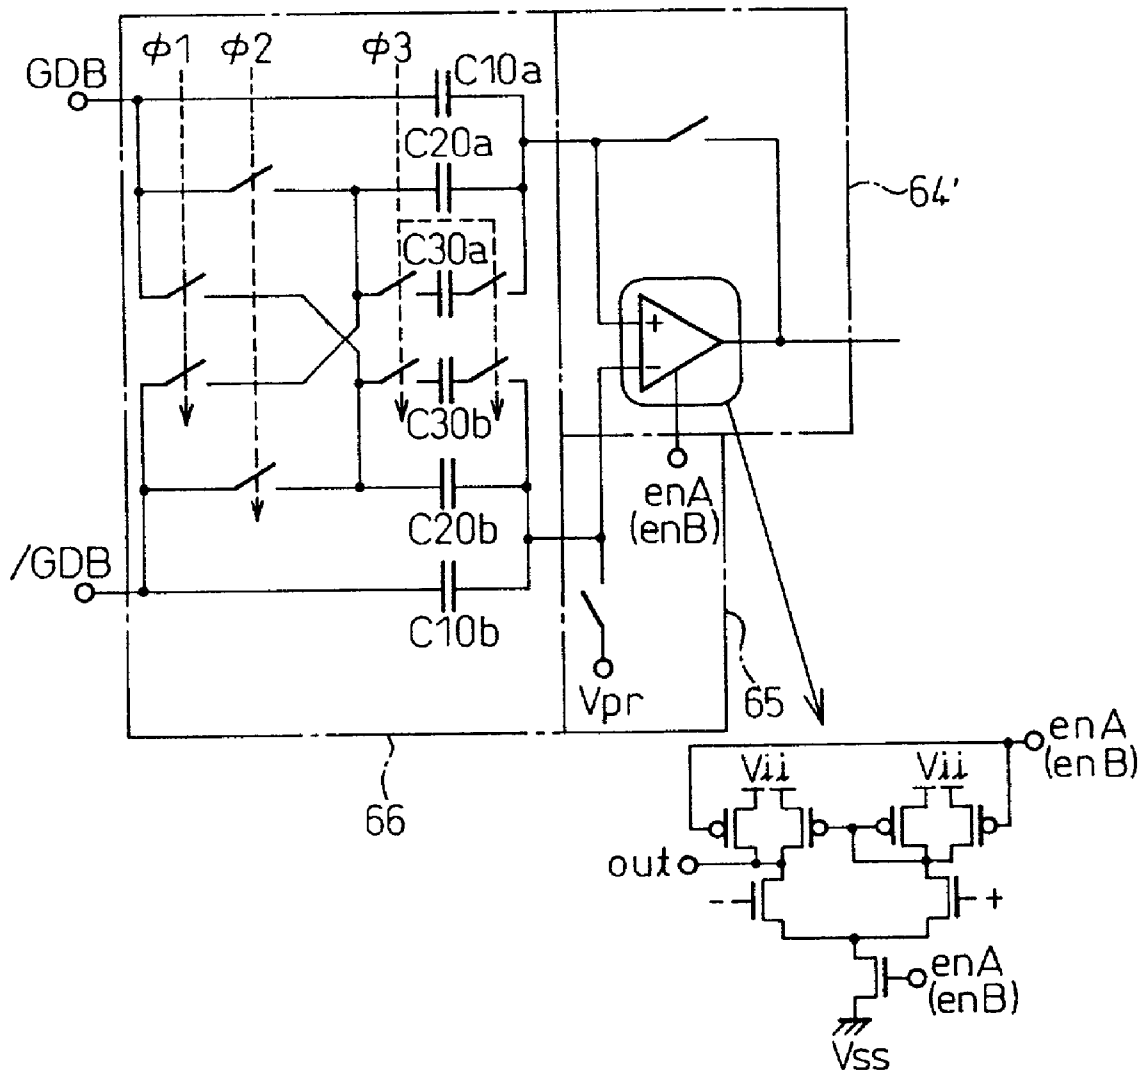 ϕ1 ϕ2 ϕ3
GDB
C10a
C20a
C30a
C30b
C20b
/GDB
C10b
64'
+
−
enA
(enB)
Vpr
65
66
enA
(enB)
Vii Vii
out
− +
enA
(enB)
Vss